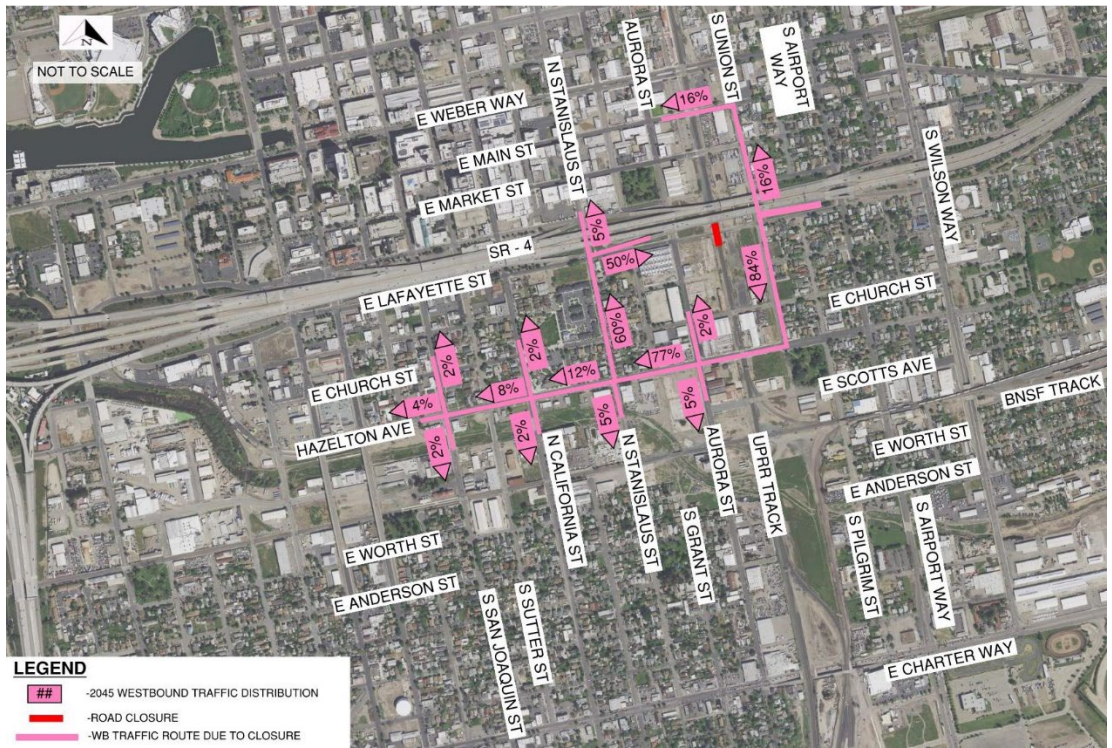 N
NOT TO SCALE
E WEBER WAY
E MAIN ST
E MARKET ST
N STANISLAUS ST
AURORA ST
S UNION ST
S AIRPORT
WAY
S WILSON WAY
16%
16%
5%
50%
84%
SR - 4
E LAFAYETTE ST
E CHURCH ST
E CHURCH ST
60%
2%
77%
2%
12%
2%
8%
4%
HAZELTON AVE
2%
2%
5%
5%
E SCOTTS AVE
BNSF TRACK
E WORTH ST
E ANDERSON ST
N CALIFORNIA ST
N STANISLAUS ST
AURORA ST
UPRR TRACK
S GRANT ST
S PILGRIM ST
S AIRPORT WAY
E WORTH ST
E ANDERSON ST
S SAN JOAQUIN ST
S SUTTER ST
E CHARTER WAY
LEGEND
## -2045 WESTBOUND TRAFFIC DISTRIBUTION
-ROAD CLOSURE
-WB TRAFFIC ROUTE DUE TO CLOSURE